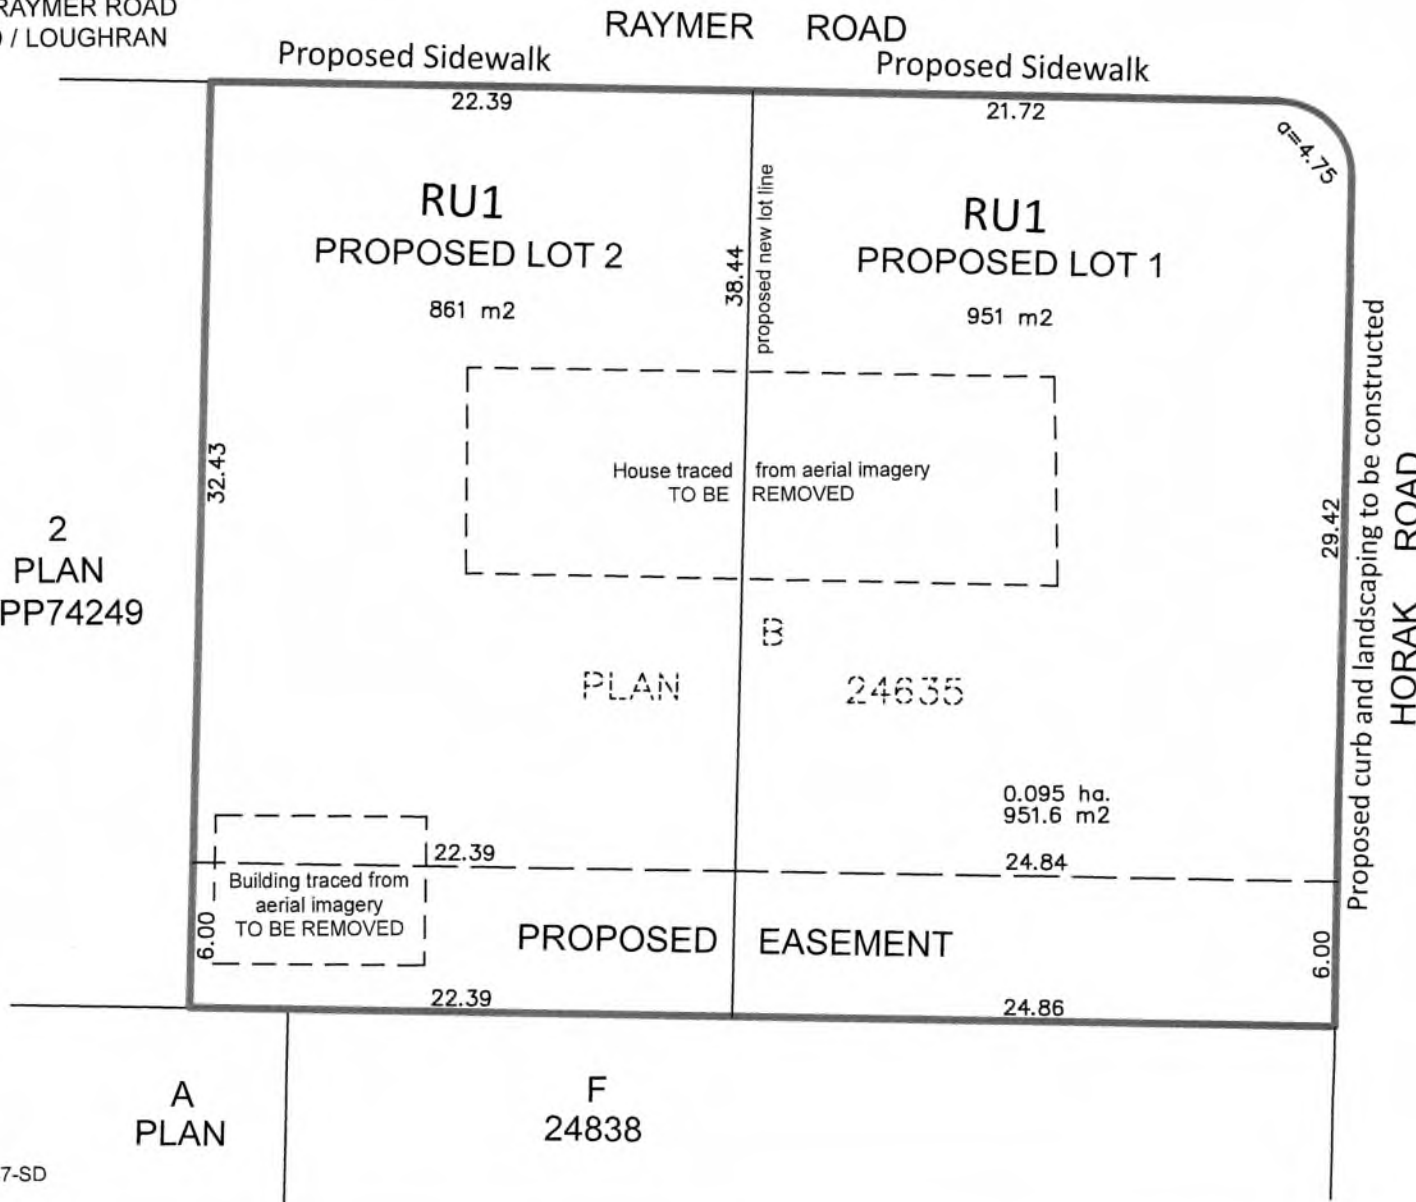 RAYMER ROAD
/ LOUGHRAN
RAYMER ROAD
Proposed Sidewalk
Proposed Sidewalk
22.39
21.72
a=4.75
RU1
PROPOSED LOT 2
861 m2
38.44
proposed new lot line
RU1
PROPOSED LOT 1
951 m2
House traced from aerial imagery
TO BE REMOVED
32.43
29.42
Proposed curb and landscaping to be constructed
HORAK ROAD
2
PLAN
PP74249
B
PLAN 24635
0.095 ha.
951.6 m2
22.39
24.84
Building traced from
aerial imagery
TO BE REMOVED
6.00
PROPOSED EASEMENT
6.00
22.39
24.86
A
PLAN
F
24838
7-SD